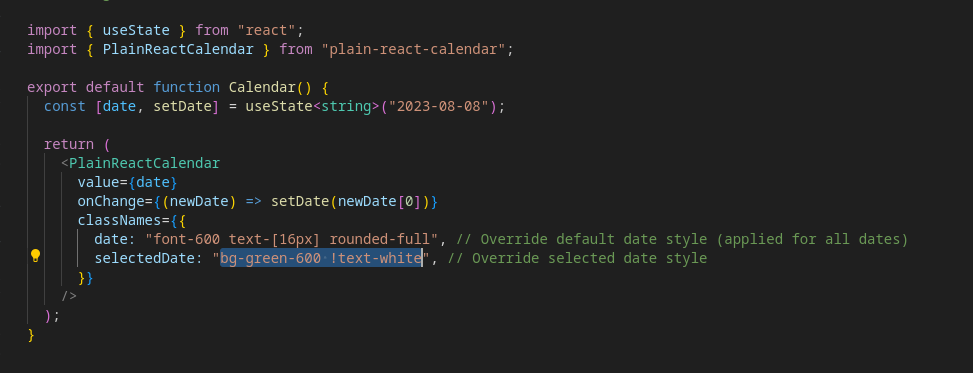 import { useState } from "react";
import { PlainReactCalendar } from "plain-react-calendar";
export default function Calendar() {
const [date, setDate] = useState<string>("2023-08-08");
return (
<PlainReactCalendar
value={date}
onChange={(newDate) => setDate(newDate[0])}
classNames={{
date: "font-600 text-[16px] rounded-full", // Override default date style (applied for all dates)
selectedDate: "bg-green-600 !text-white", // Override selected date style
}}
/>
);
}